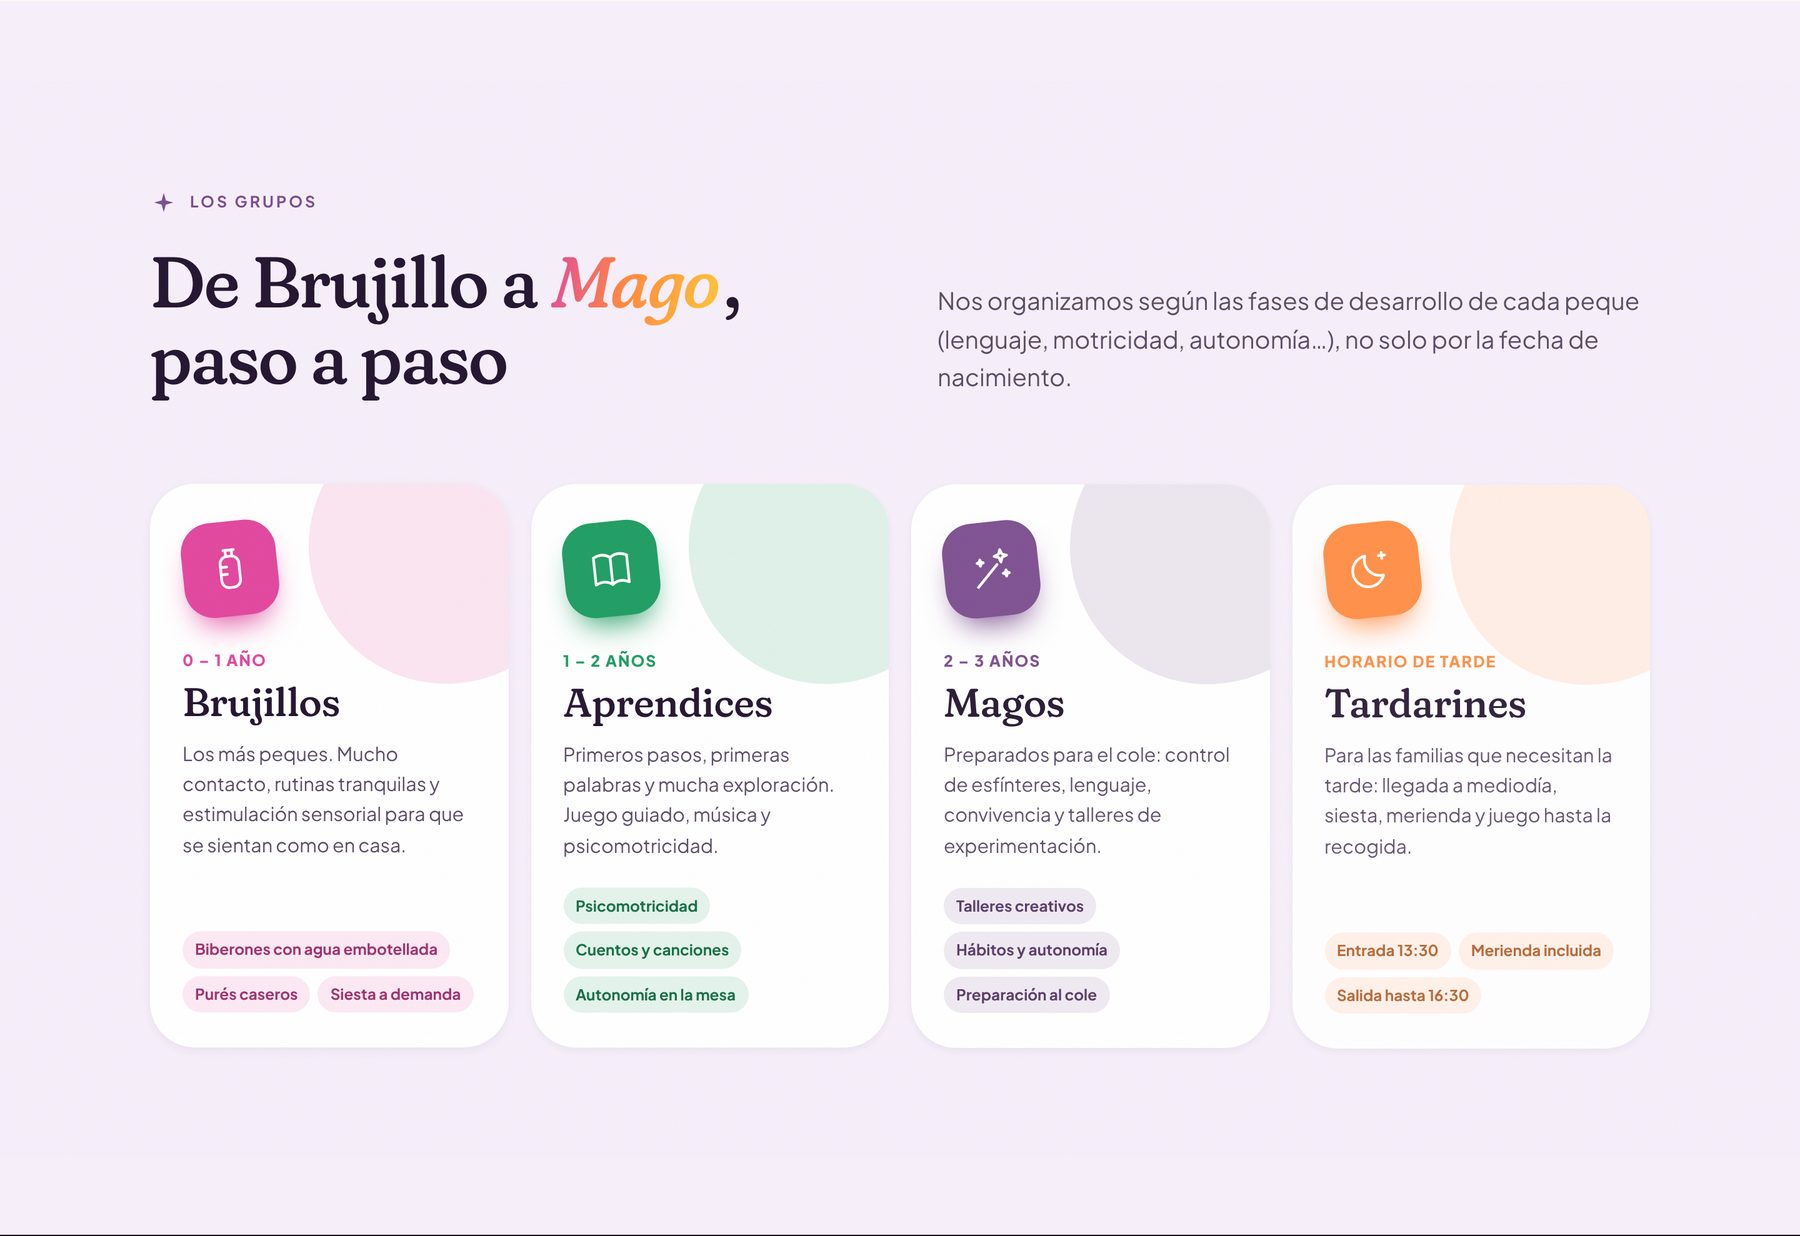 LOS GRUPOS
De Brujillo a Mago,
paso a paso
Nos organizamos según las fases de desarrollo de cada peque
(lenguaje, motricidad, autonomía...), no solo por la fecha de
nacimiento.
0 – 1 AÑO
Brujillos
Los más peques. Mucho
contacto, rutinas tranquilas y
estimulación sensorial para que
se sientan como en casa.
Biberones con agua embotellada
Purés caseros
Siesta a demanda
1 – 2 AÑOS
Aprendices
Primeros pasos, primeras
palabras y mucha exploración.
Juego guiado, música y
psicomotricidad.
Psicomotricidad
Cuentos y canciones
Autonomía en la mesa
2 – 3 AÑOS
Magos
Preparados para el cole: control
de esfínteres, lenguaje,
convivencia y talleres de
experimentación.
Talleres creativos
Hábitos y autonomía
Preparación al cole
HORARIO DE TARDE
Tardarines
Para las familias que necesitan la
tarde: llegada a mediodía,
siesta, merienda y juego hasta la
recogida.
Entrada 13:30
Merienda incluida
Salida hasta 16:30